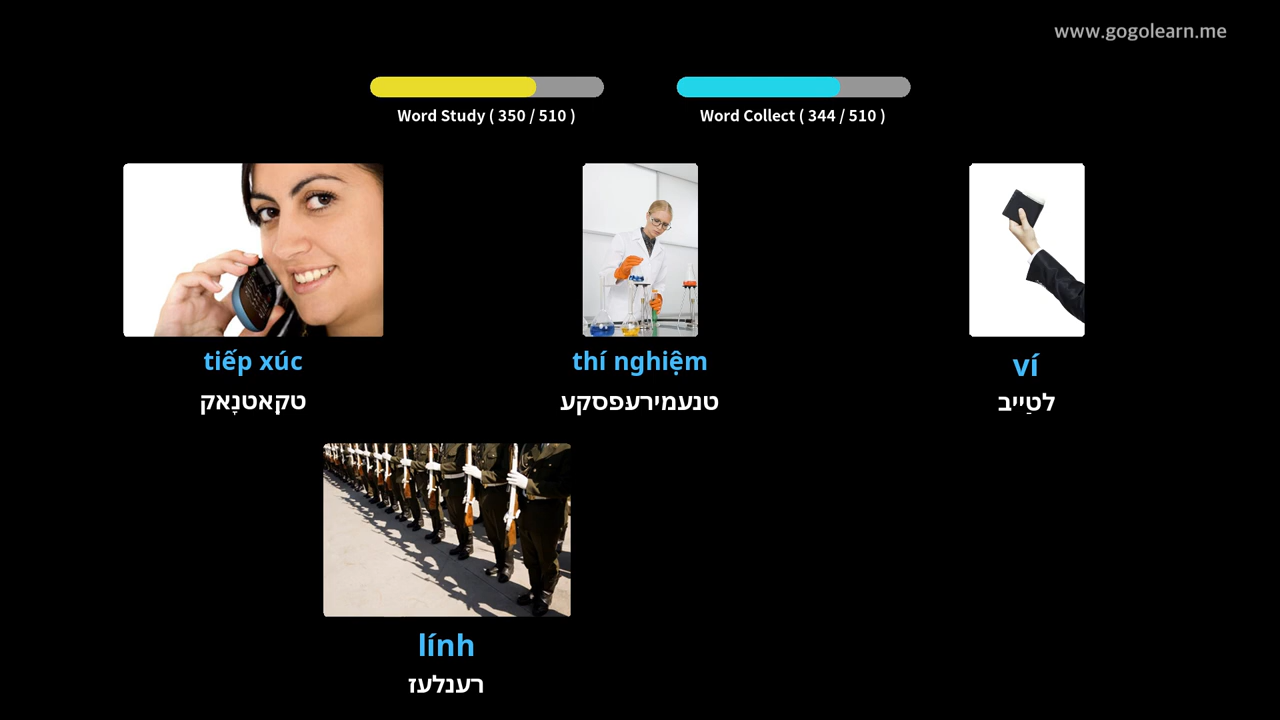 www.gogolearn.me
Word Study ( 350 / 510 )
Word Collect ( 344 / 510 )
tiếp xúc
טקאטנָאק
thí nghiệm
טנעמירעפסקע
ví
לטַייב
lính
רענלעז